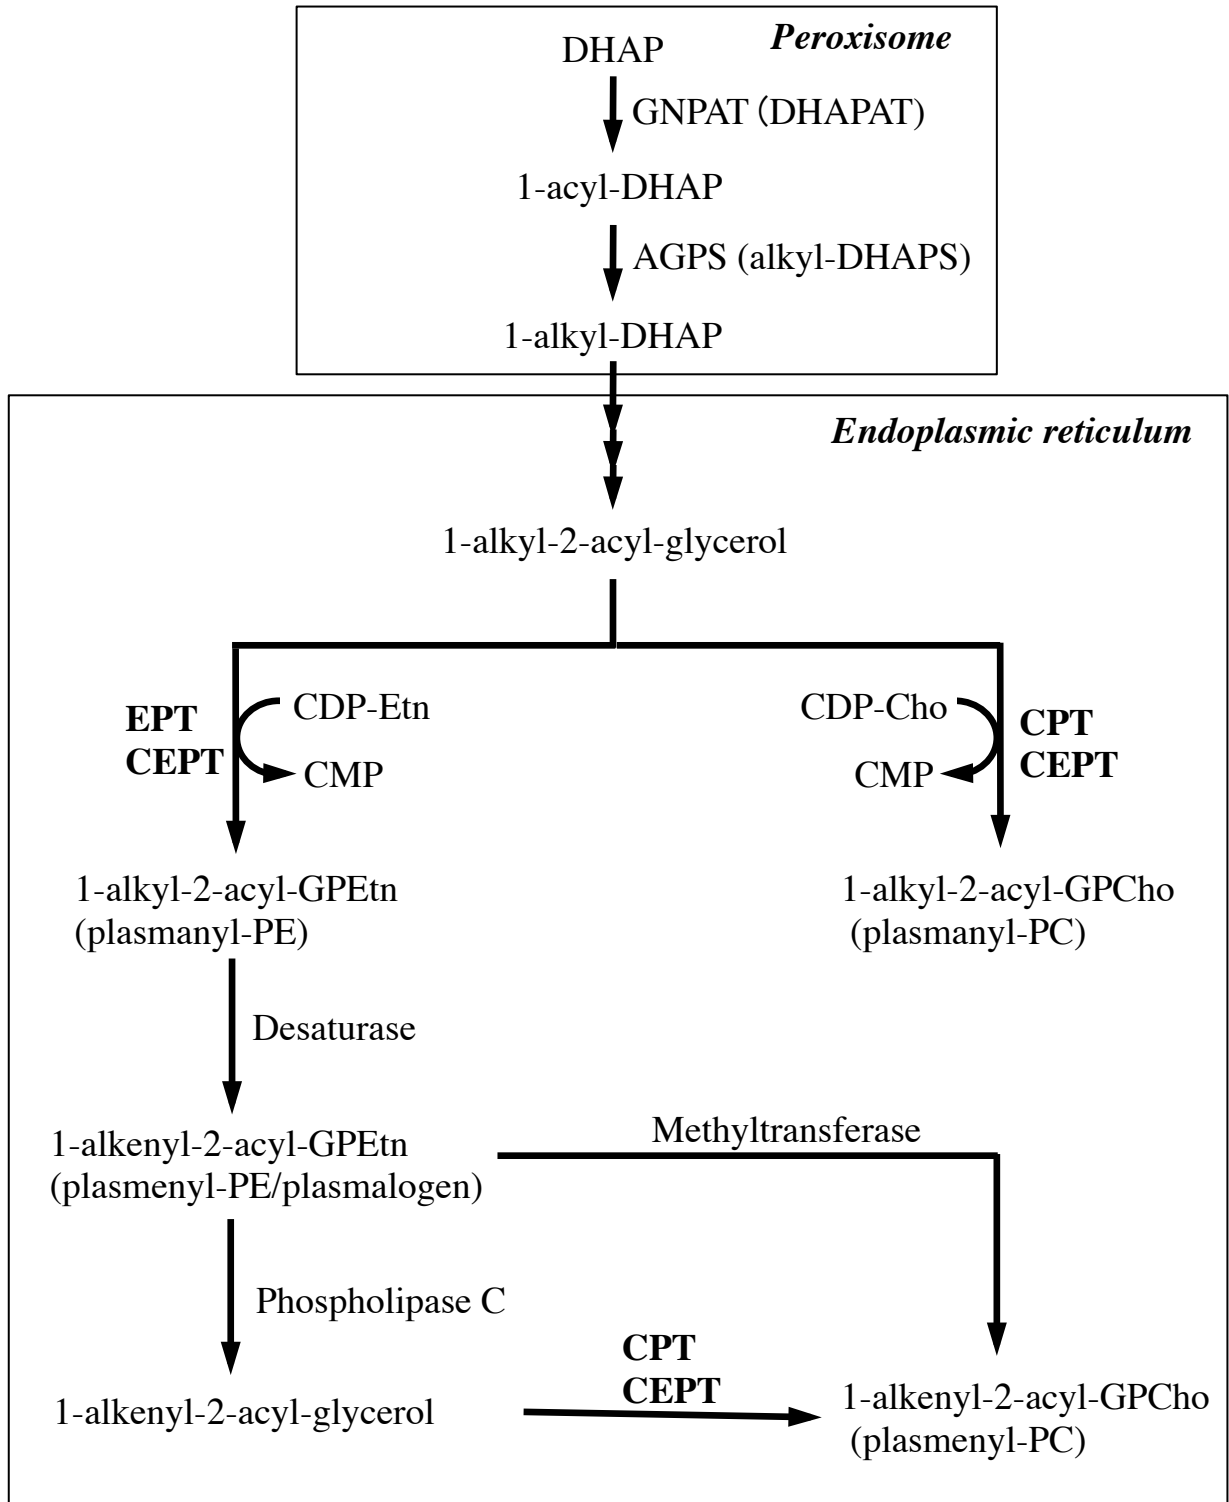 Peroxisome
DHAP
GNPAT (DHAPAT)
1-acyl-DHAP
AGPS (alkyl-DHAPS)
1-alkyl-DHAP
Endoplasmic reticulum
1-alkyl-2-acyl-glycerol
EPT
CEPT
CDP-Etn
CMP
CDP-Cho
CMP
CPT
CEPT
1-alkyl-2-acyl-GPEtn
(plasmanyl-PE)
1-alkyl-2-acyl-GPCho
(plasmanyl-PC)
Desaturase
1-alkenyl-2-acyl-GPEtn
(plasmenyl-PE/plasmalogen)
Methyltransferase
Phospholipase C
CPT
CEPT
1-alkenyl-2-acyl-glycerol
1-alkenyl-2-acyl-GPCho
(plasmenyl-PC)